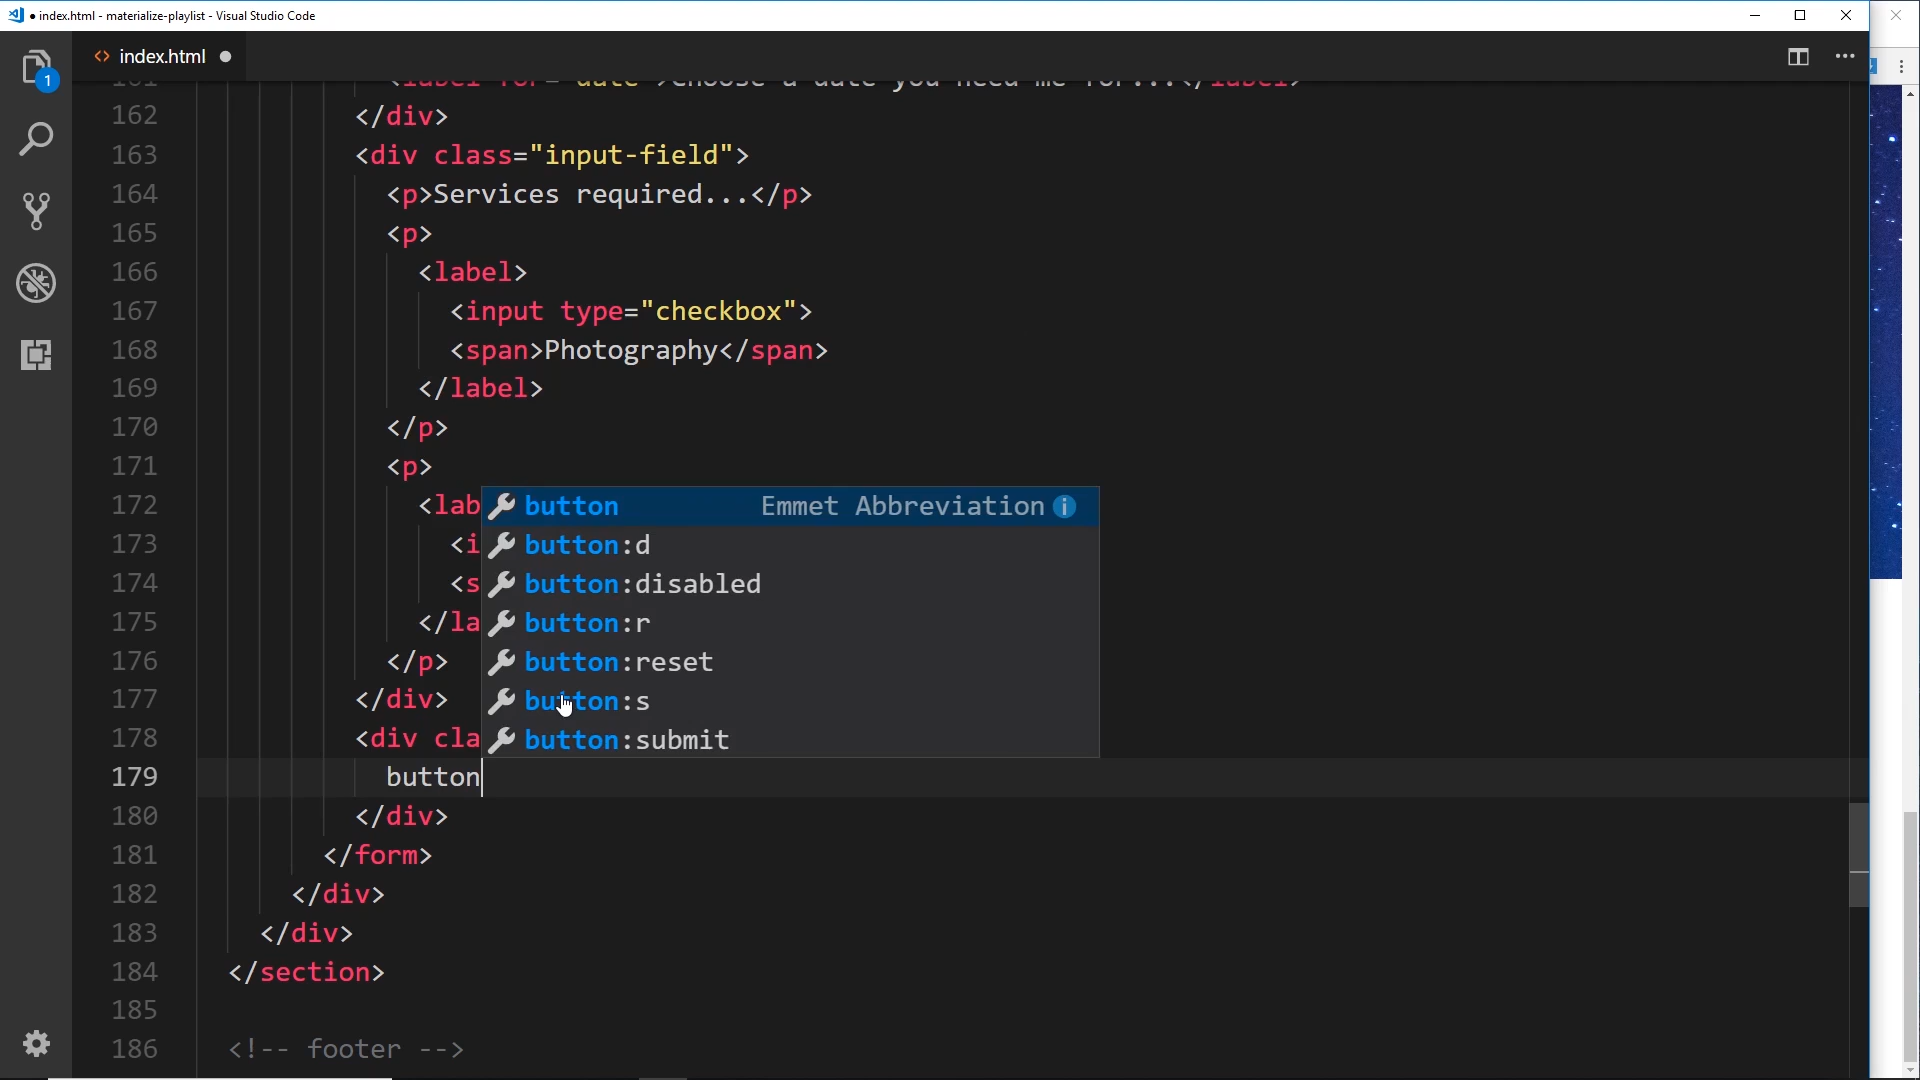 index.html - materialize-playlist - Visual Studio Code
<> index.html
1
161 <label for="date">Choose a date you need me for...</label>
162 </div>
163 <div class="input-field">
164 <p>Services required...</p>
165 <p>
166 <label>
167 <input type="checkbox">
168 <span>Photography</span>
169 </label>
170 </p>
171 <p>
172 <lab
button Emmet Abbreviation
173 <i
button:d
174 <s
button:disabled
175 </la
button:r
176 </p>
button:reset
177 </div>
button:s
178 <div cla
button:submit
179 button
180 </div>
181 </form>
182 </div>
183 </div>
184 </section>
185
186 <!-- footer -->